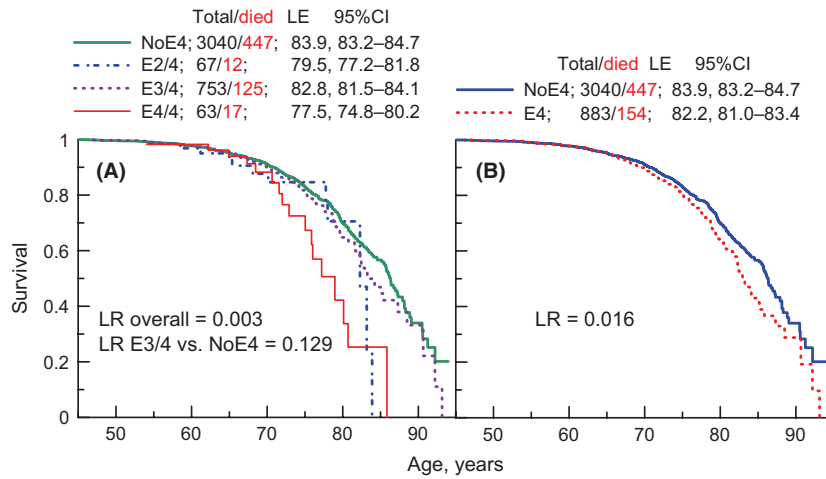 Total/died LE 95%CI
NoE4; 3040/447; 83.9, 83.2–84.7
E2/4; 67/12; 79.5, 77.2–81.8
E3/4; 753/125; 82.8, 81.5–84.1
E4/4; 63/17; 77.5, 74.8–80.2
Total/died LE 95%CI
NoE4; 3040/447; 83.9, 83.2–84.7
E4; 883/154; 82.2, 81.0–83.4
(A)
(B)
1
0.8
0.6
0.4
0.2
0
Survival
LR overall = 0.003
LR E3/4 vs. NoE4 = 0.129
LR = 0.016
50 60 70 80 90
50 60 70 80 90
Age, years